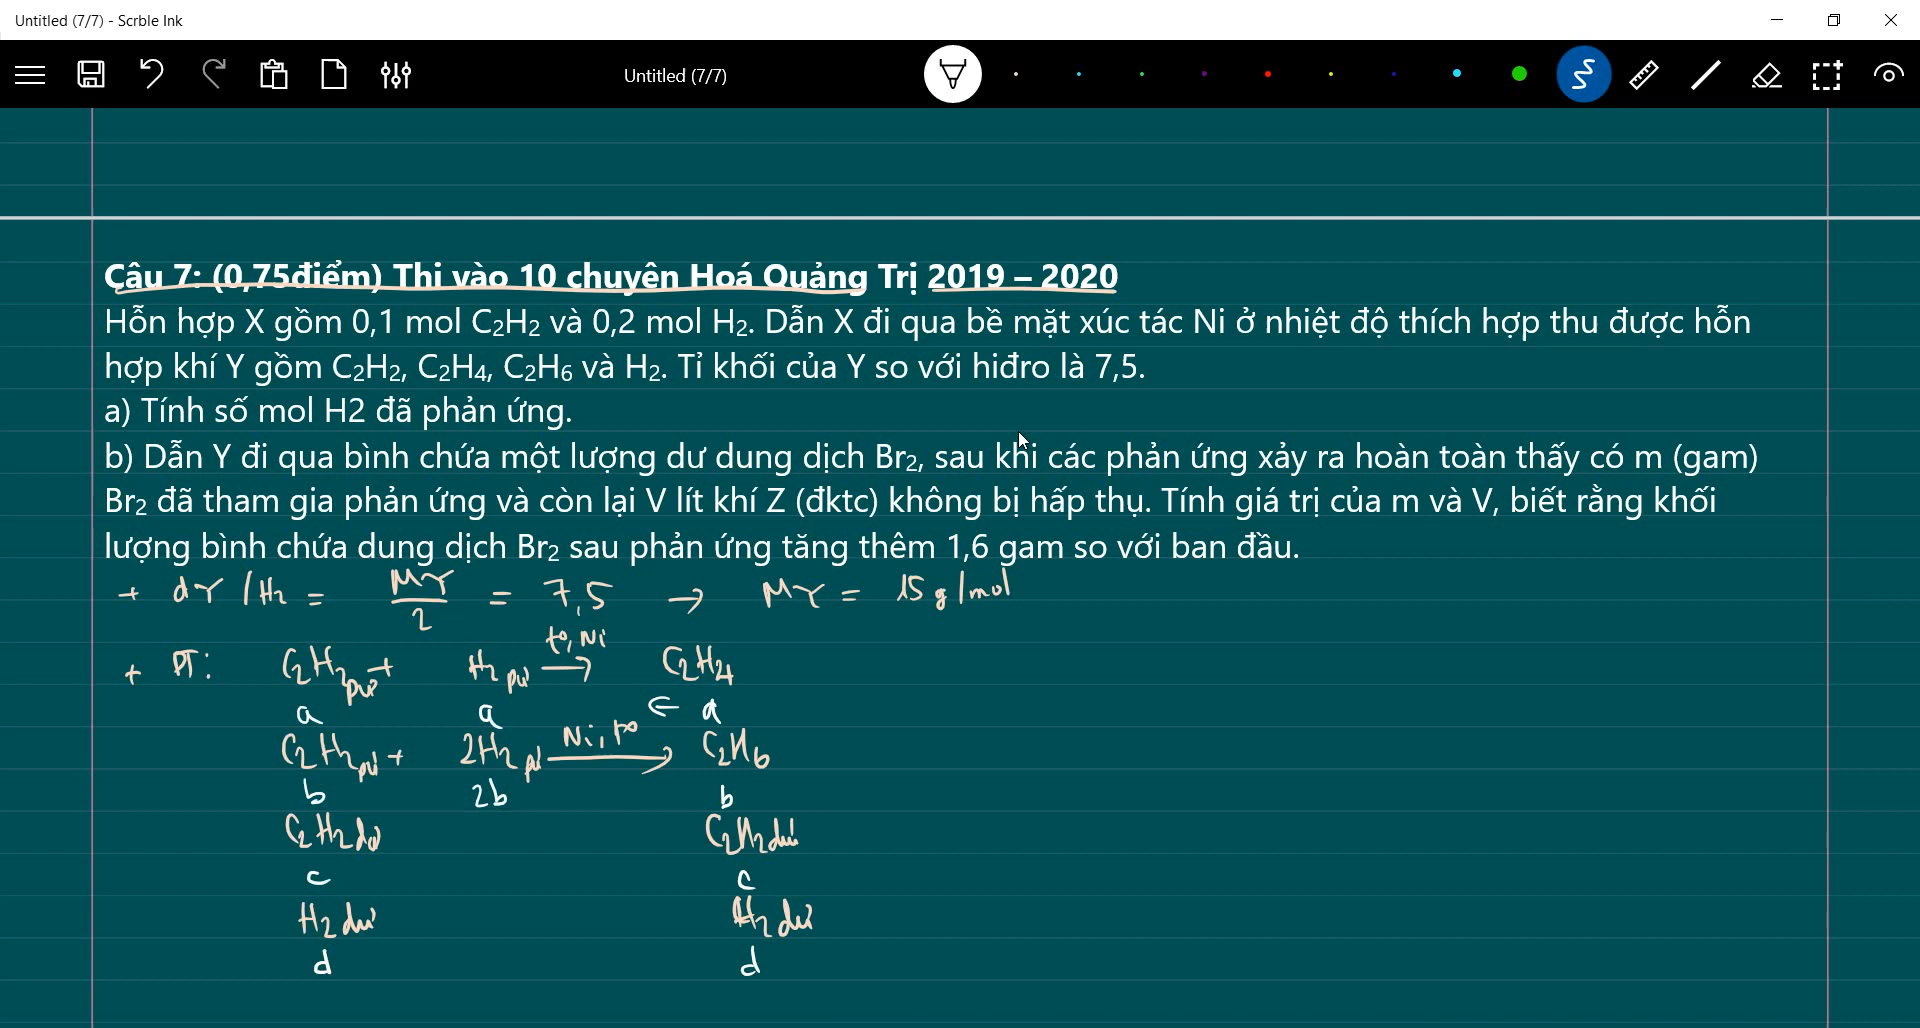 Untitled (7/7) - Scrble Ink
Untitled (7/7)
Câu 7: (0,75điểm) Thi vào 10 chuyên Hoá Quảng Trị 2019 – 2020
Hỗn hợp X gồm 0,1 mol C₂H₂ và 0,2 mol H₂. Dẫn X đi qua bề mặt xúc tác Ni ở nhiệt độ thích hợp thu được hỗn
hợp khí Y gồm C₂H₂, C₂H₄, C₂H₆ và H₂. Tỉ khối của Y so với hiđro là 7,5.
a) Tính số mol H2 đã phản ứng.
b) Dẫn Y đi qua bình chứa một lượng dư dung dịch Br₂, sau khi các phản ứng xảy ra hoàn toàn thấy có m (gam)
Br₂ đã tham gia phản ứng và còn lại V lít khí Z (đktc) không bị hấp thụ. Tính giá trị của m và V, biết rằng khối
lượng bình chứa dung dịch Br₂ sau phản ứng tăng thêm 1,6 gam so với ban đầu.
+ dY/H₂ = MY/2 = 7,5 → MY = 15g/mol
+ PT: C₂H₂ pứ + H₂ pứ t°, Ni → C₂H₄
a a ← a
C₂H₂ pứ + 2H₂ pứ Ni, t° → C₂H₆
b 2b b
C₂H₂ dư C₂H₂ dư
c c
H₂ dư H₂ dư
d d